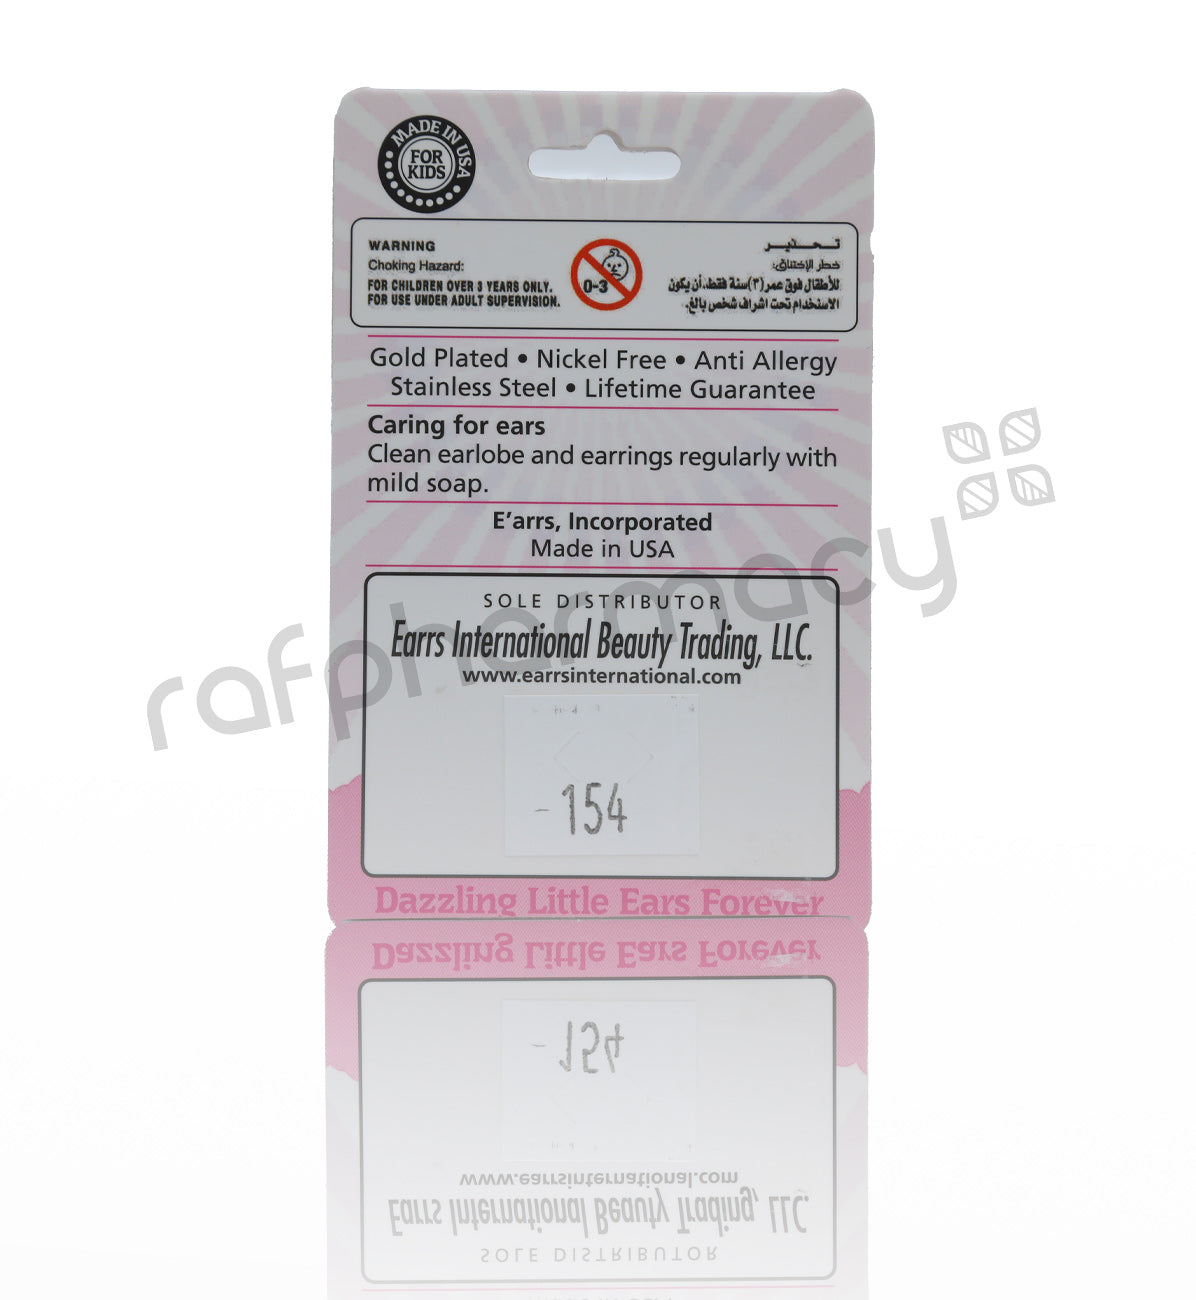 MADE IN USA
FOR
KIDS
WARNING
Choking Hazard:
FOR CHILDREN OVER 3 YEARS ONLY.
FOR USE UNDER ADULT SUPERVISION.
0-3
تحذير
خطر الإختناق:
للأطفال فوق عمر (٣) سنة فقط. أن يكون
الاستخدام تحت اشراف شخص بالغ.
Gold Plated • Nickel Free • Anti Allergy
Stainless Steel • Lifetime Guarantee
Caring for ears
Clean earlobe and earrings regularly with
mild soap.
E'arrs, Incorporated
Made in USA
SOLE DISTRIBUTOR
Earrs International Beauty Trading, LLC.
www.earrsinternational.com
-154
Dazzling Little Ears Forever
rafpharmacy